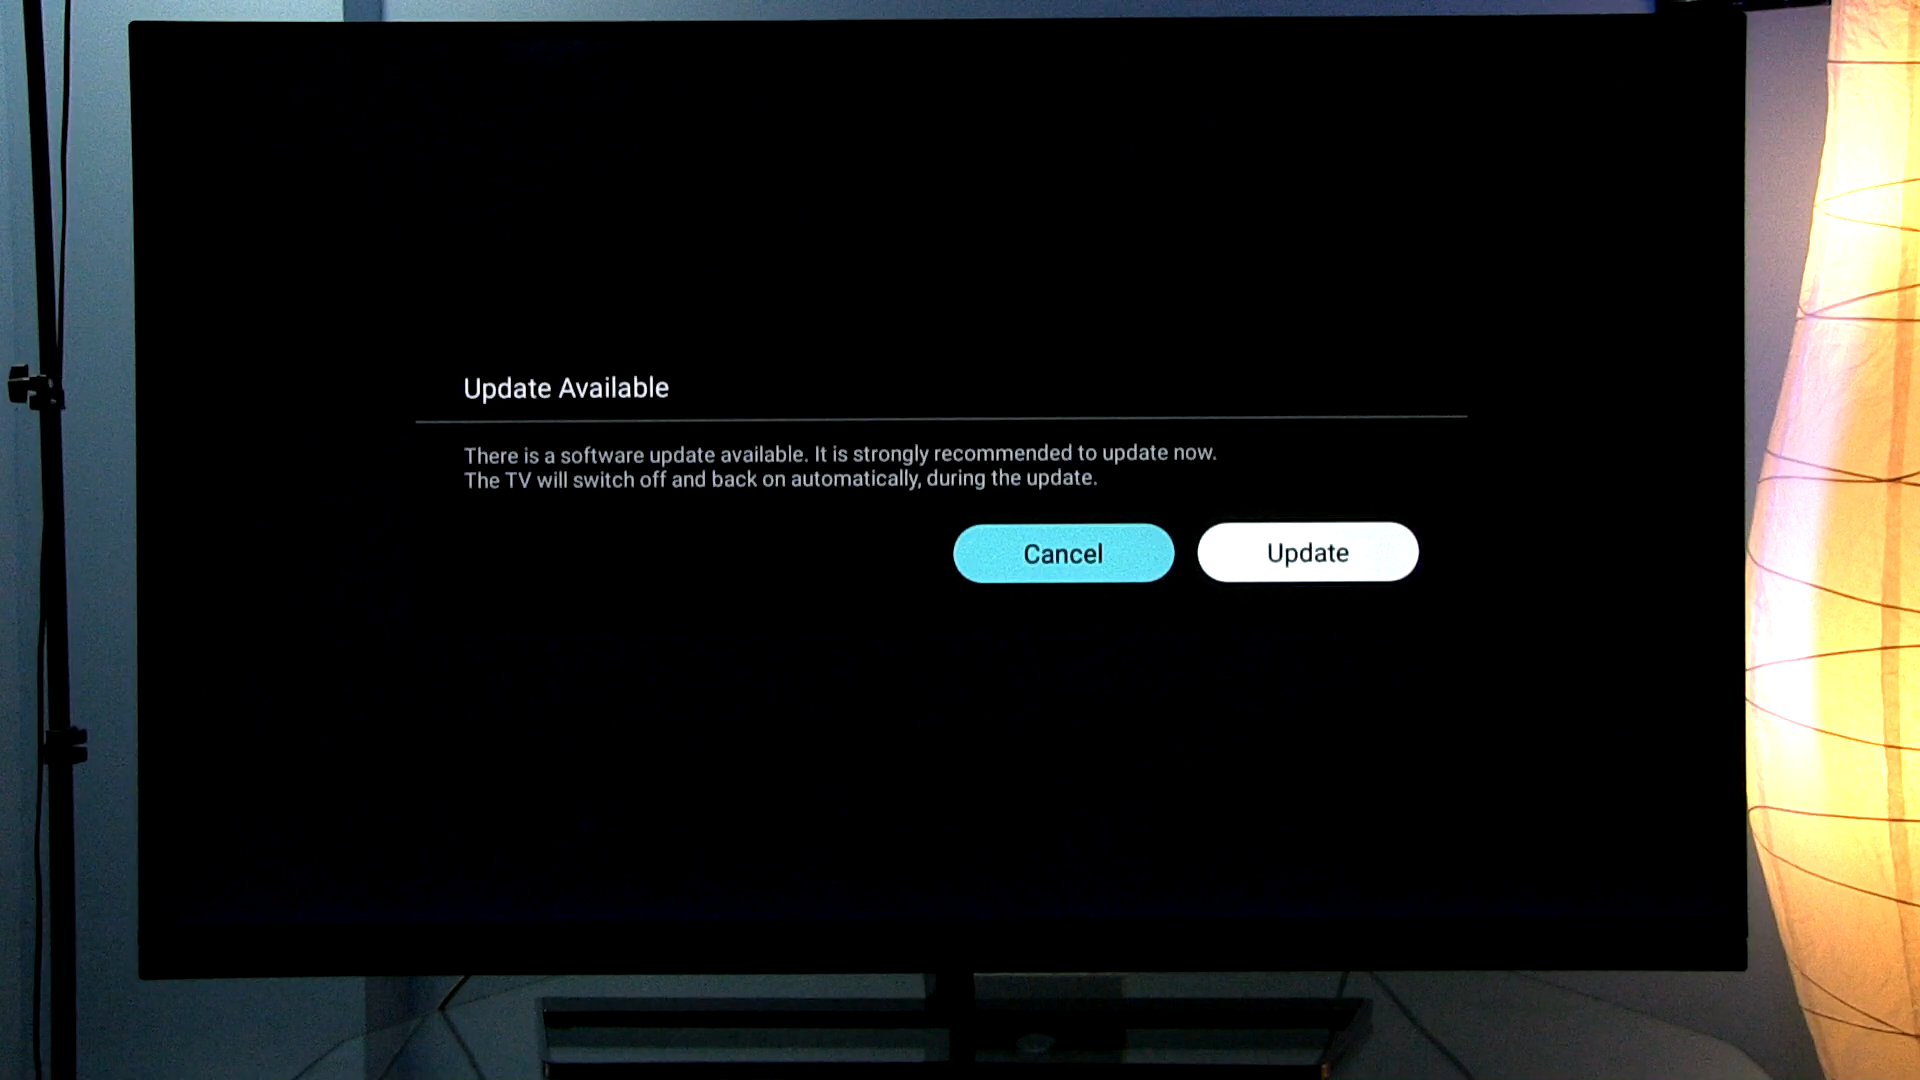 Update Available
There is a software update available. It is strongly recommended to update now.
The TV will switch off and back on automatically, during the update.
Cancel
Update